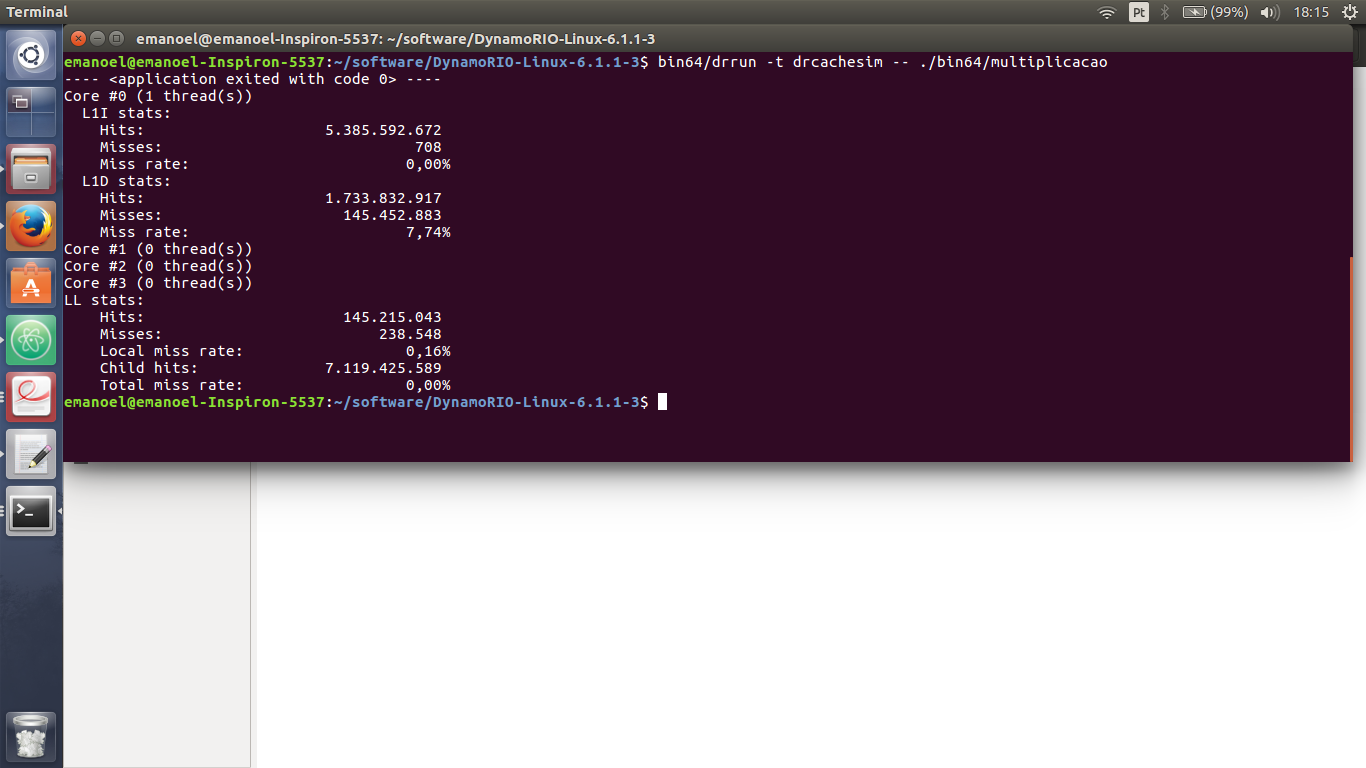 Terminal
Pt
(99%)
18:15
emanoel@emanoel-Inspiron-5537: ~/software/DynamoRIO-Linux-6.1.1-3
emanoel@emanoel-Inspiron-5537:~/software/DynamoRIO-Linux-6.1.1-3$ bin64/drrun -t drcachesim -- ./bin64/multiplicacao
---- <application exited with code 0> ----
Core #0 (1 thread(s))
L1I stats:
Hits: 5.385.592.672
Misses: 708
Miss rate: 0,00%
L1D stats:
Hits: 1.733.832.917
Misses: 145.452.883
Miss rate: 7,74%
Core #1 (0 thread(s))
Core #2 (0 thread(s))
Core #3 (0 thread(s))
LL stats:
Hits: 145.215.043
Misses: 238.548
Local miss rate: 0,16%
Child hits: 7.119.425.589
Total miss rate: 0,00%
emanoel@emanoel-Inspiron-5537:~/software/DynamoRIO-Linux-6.1.1-3$